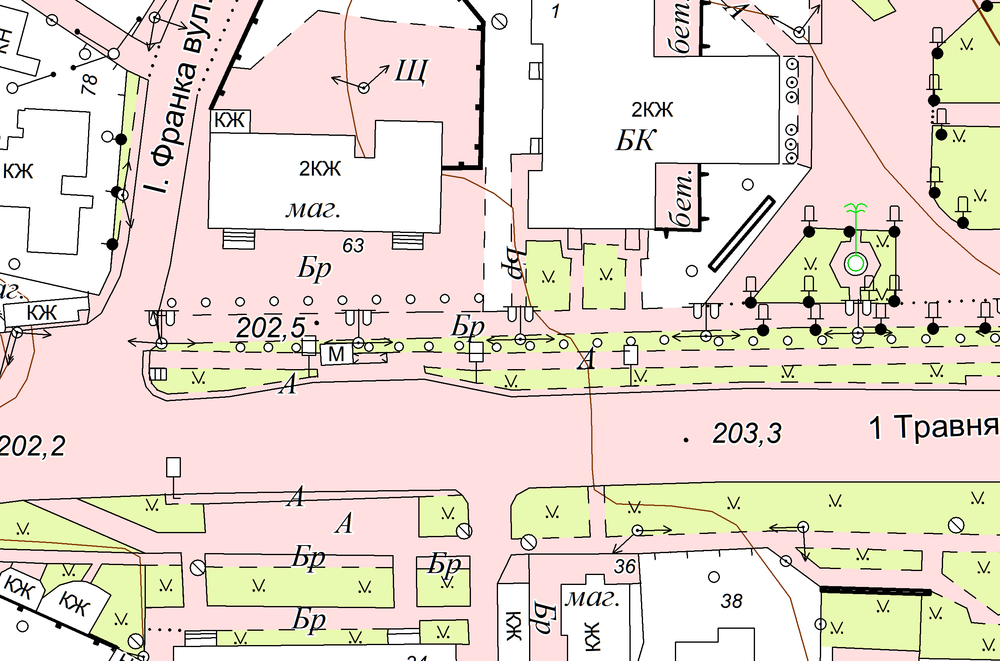 1
бет.
А
КН
78
І. Франка вул.
Щ
КЖ
2КЖ
БК
КЖ
2КЖ
маг.
бет.
63
Бр
Бр
КЖ
202,5
Бр
М
А
А
1 Травня
203,3
202,2
А
А
Бр
Бр
36
КЖ
КЖ
маг.
38
Бр
Бр
КЖ
КЖ